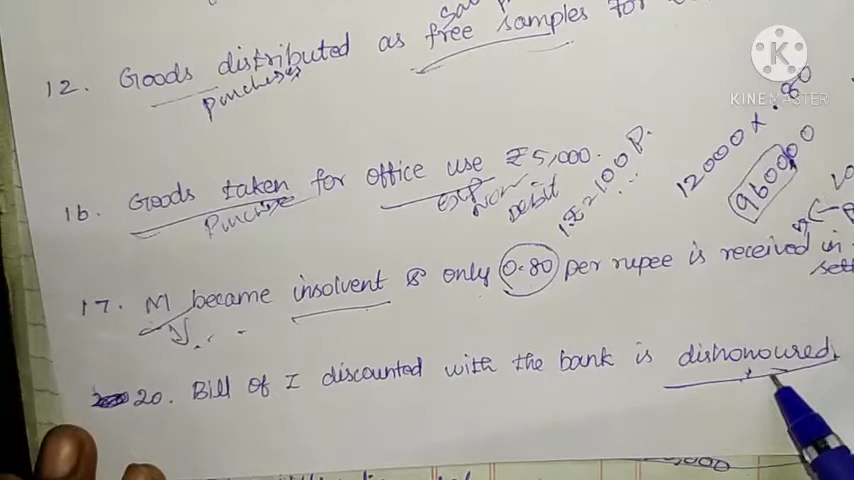 12. Goods distributed as free samples for
Purchases
16. Goods taken for office use ₹5,000.
Purchase
Debit
12000 x .80
960000
17. M became insolvent & only 0.80 per rupee is received in
20. Bill of I discounted with the bank is dishonoured.
KINEMASTER